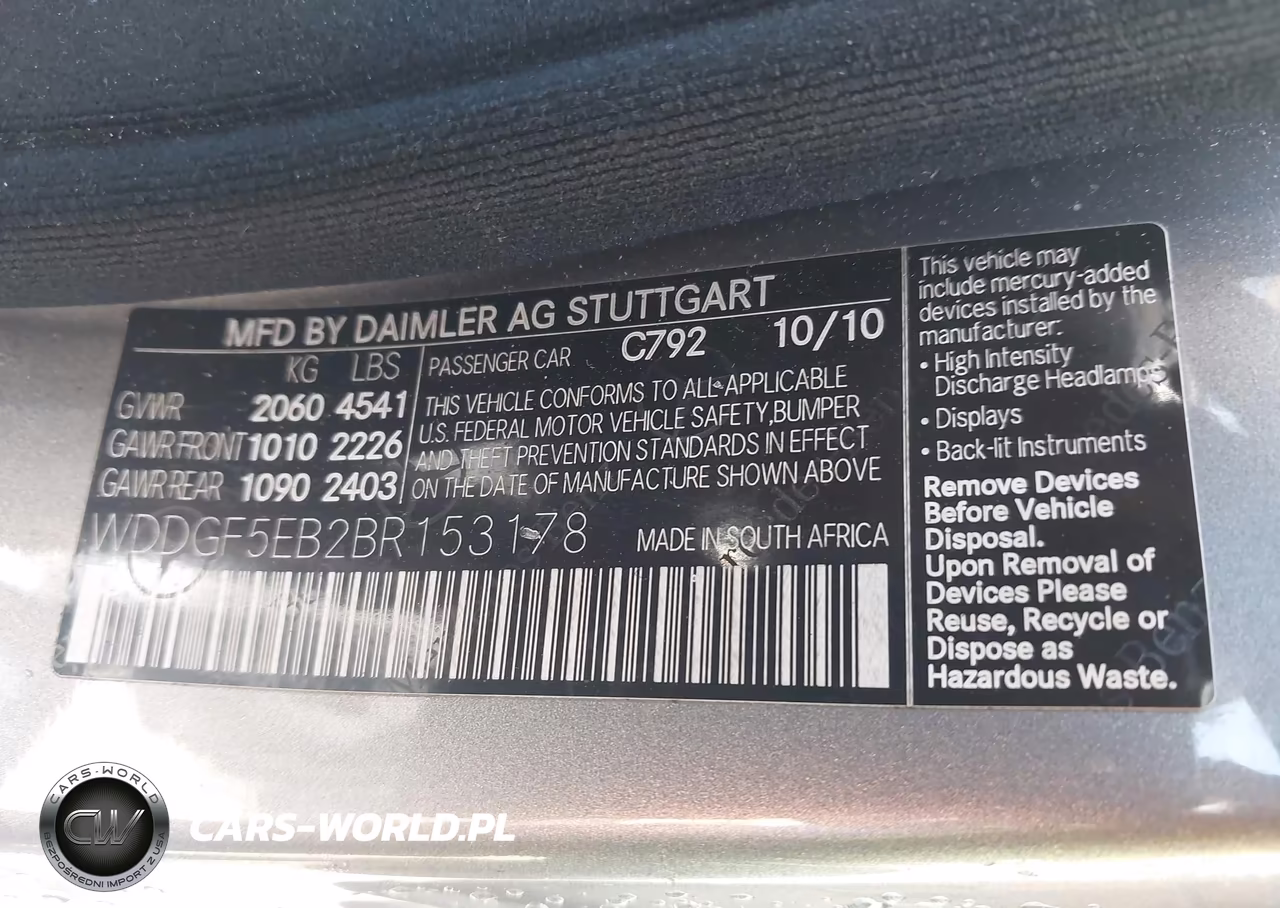 MFD BY DAIMLER AG STUTTGART
KG LBS
GVWR 2060 4541
GAWR FRONT 1010 2226
GAWR REAR 1090 2403
PASSENGER CAR C792 10/10
THIS VEHICLE CONFORMS TO ALL APPLICABLE
U.S. FEDERAL MOTOR VEHICLE SAFETY,BUMPER
AND THEFT PREVENTION STANDARDS IN EFFECT
ON THE DATE OF MANUFACTURE SHOWN ABOVE
WDDGF5EB2BR153178 MADE IN SOUTH AFRICA
This vehicle may
include mercury-added
devices installed by the
manufacturer:
• High Intensity
Discharge Headlamps
• Displays
• Back-lit Instruments
Remove Devices
Before Vehicle
Disposal.
Upon Removal of
Devices Please
Reuse, Recycle or
Dispose as
Hazardous Waste.
CARS-WORLD
CW
BEZPOŚREDNI IMPORT Z USA
CARS-WORLD.PL